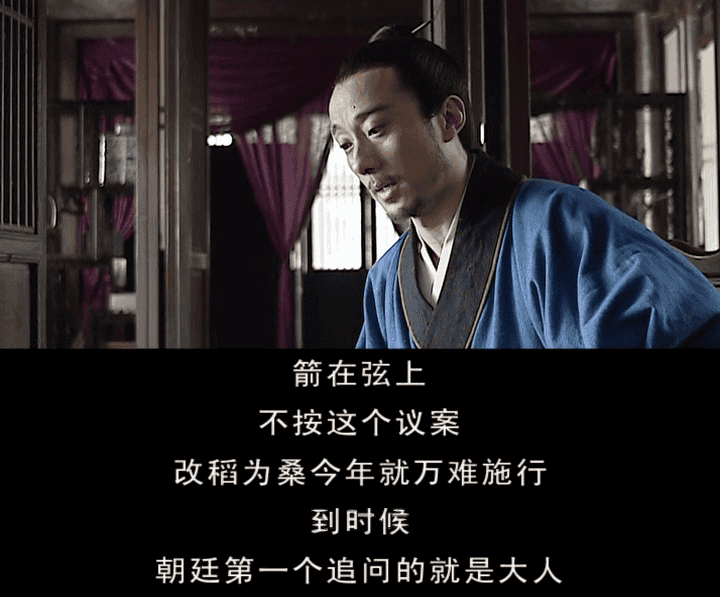 箭在弦上
不按这个议案
改稻为桑今年就万难施行
到时候
朝廷第一个追问的就是大人